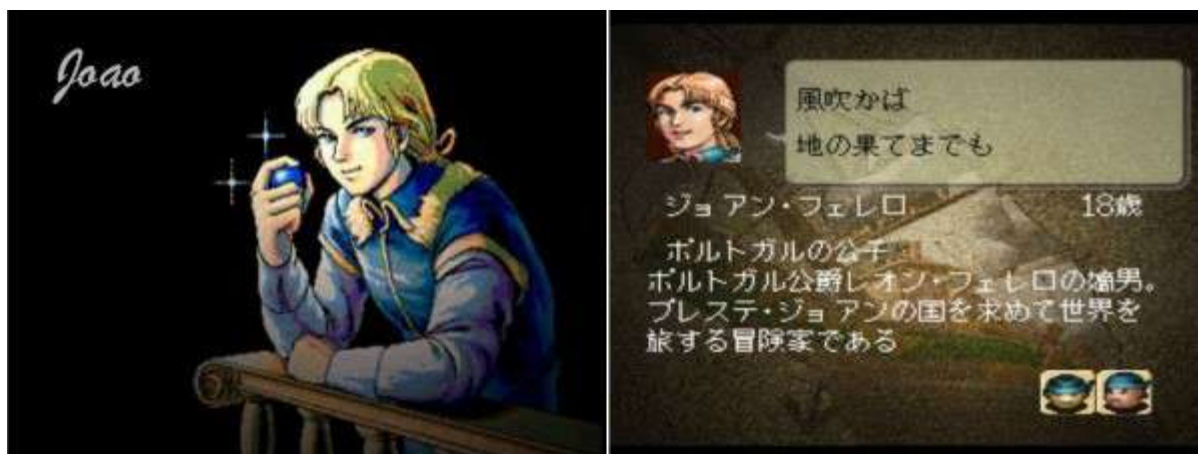 Joao
風吹かば
地の果てまでも
ジョアン・フェレロ 18歳
ポルトガルの公子
ポルトガル公爵レオン・フェレロの嫡男。
プレステ・ジョアンの国を求めて世界を
旅する冒険家である